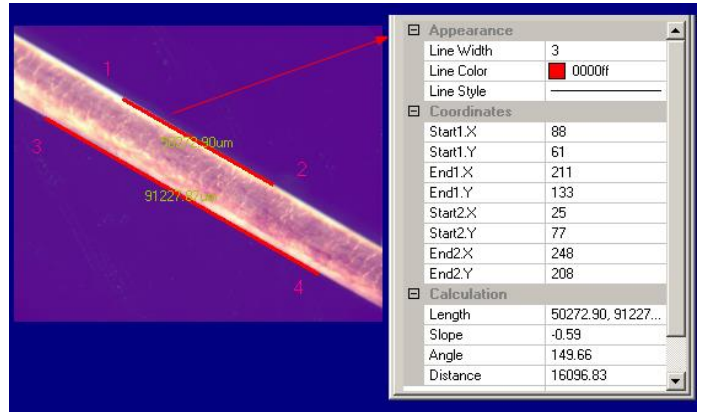 1
50272.90um
2
3
91227.87um
4
Appearance
Line Width 3
Line Color 0000ff
Line Style
Coordinates
Start1.X 88
Start1.Y 61
End1.X 211
End1.Y 133
Start2.X 25
Start2.Y 77
End2.X 248
End2.Y 208
Calculation
Length 50272.90, 91227...
Slope -0.59
Angle 149.66
Distance 16096.83